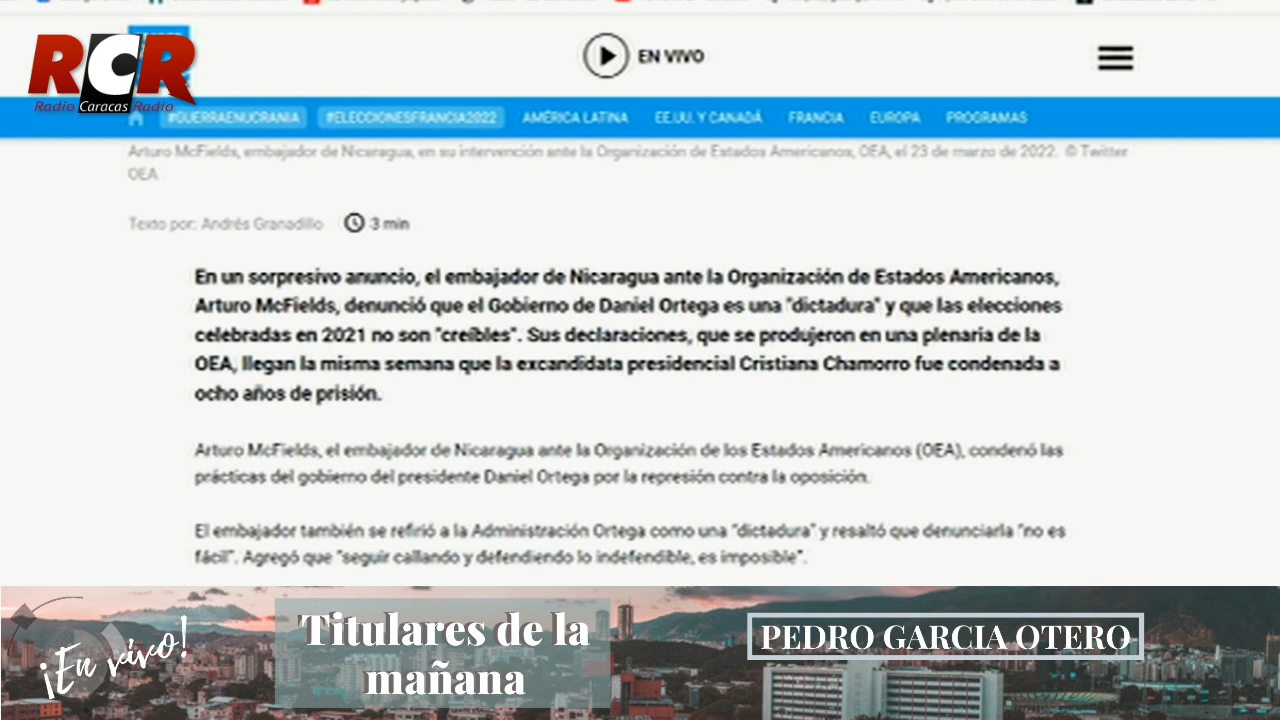 RCR
Radio Caracas Radio
EN VIVO
#GUERRAENUCRANIA #ELECCIONESFRANCIA2022 AMÉRICA LATINA EE.UU. Y CANADÁ FRANCIA EUROPA PROGRAMAS
Arturo McFields, embajador de Nicaragua, en su intervención ante la Organización de Estados Americanos, OEA, el 23 de marzo de 2022. © Twitter
OEA
Texto por: Andrés Granadillo 3 min
En un sorpresivo anuncio, el embajador de Nicaragua ante la Organización de Estados Americanos,
Arturo McFields, denunció que el Gobierno de Daniel Ortega es una "dictadura" y que las elecciones
celebradas en 2021 no son "creíbles". Sus declaraciones, que se produjeron en una plenaria de la
OEA, llegan la misma semana que la excandidata presidencial Cristiana Chamorro fue condenada a
ocho años de prisión.
Arturo McFields, el embajador de Nicaragua ante la Organización de los Estados Americanos (OEA), condenó las
prácticas del gobierno del presidente Daniel Ortega por la represión contra la oposición.
El embajador también se refirió a la Administración Ortega como una "dictadura" y resaltó que denunciarla "no es
fácil". Agregó que "seguir callando y defendiendo lo indefendible, es imposible".
¡En vivo!
Titulares de la
mañana
PEDRO GARCIA OTERO